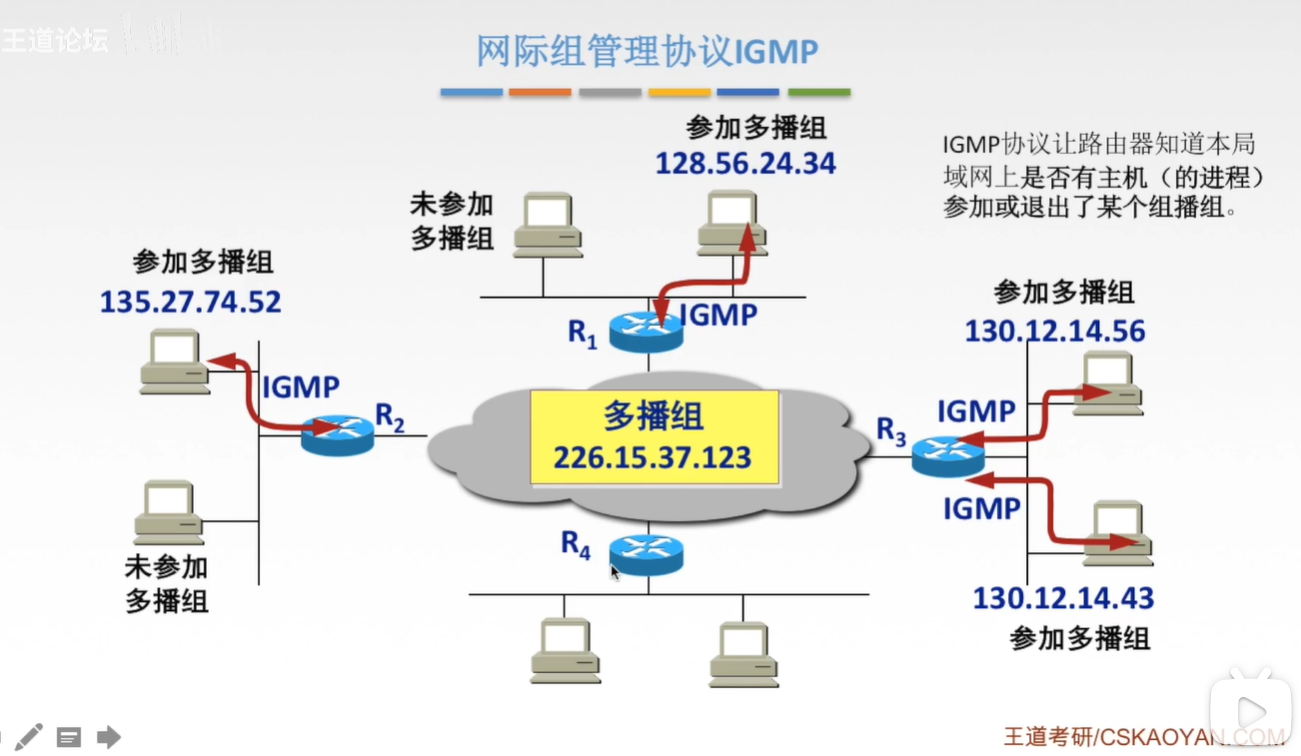 王道论坛
网际组管理协议IGMP
参加多播组
128.56.24.34
IGMP协议让路由器知道本局
域网上是否有主机（的进程）
参加或退出了某个组播组。
未参加
多播组
参加多播组
135.27.74.52
参加多播组
130.12.14.56
R1
IGMP
IGMP
R2
多播组
226.15.37.123
R3
IGMP
IGMP
R4
未参加
多播组
130.12.14.43
参加多播组
王道考研/CSKAOYAN.COM